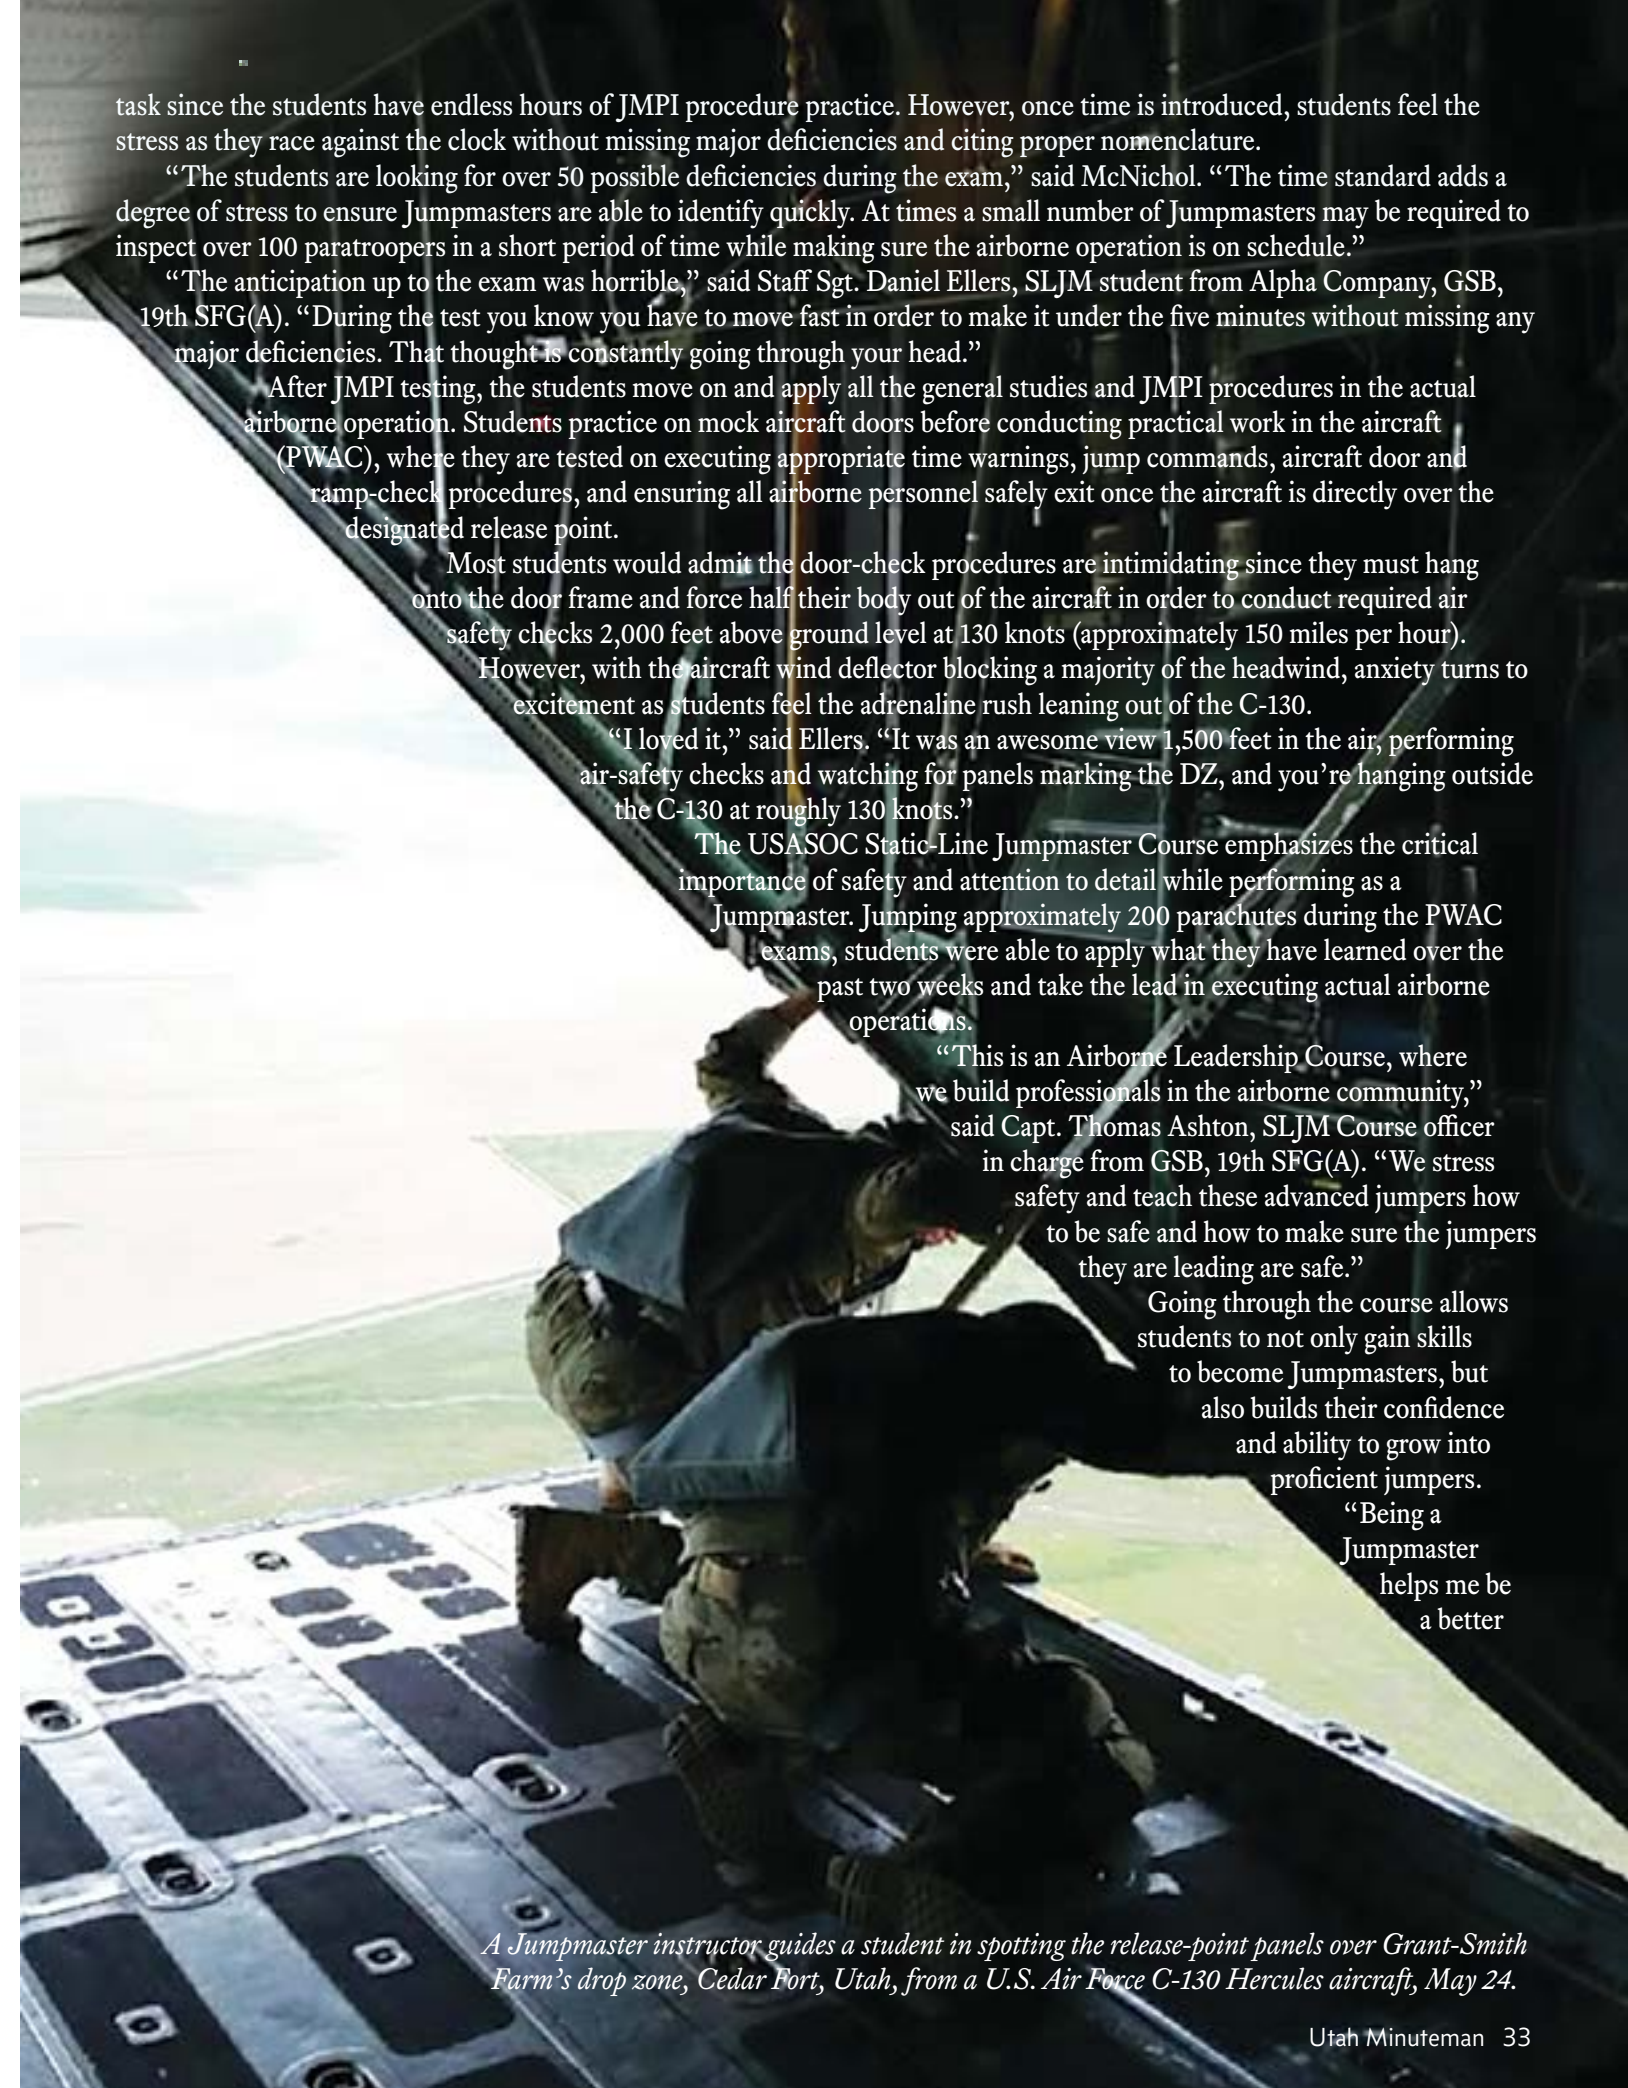 task since the students have endless hours of JMPI procedure practice. However, once time is introduced, students feel the
stress as they race against the clock without missing major deficiencies and citing proper nomenclature.
“The students are looking for over 50 possible deficiencies during the exam,” said McNichol. “The time standard adds a
degree of stress to ensure Jumpmasters are able to identify quickly. At times a small number of Jumpmasters may be required to
inspect over 100 paratroopers in a short period of time while making sure the airborne operation is on schedule.”
“The anticipation up to the exam was horrible,” said Staff Sgt. Daniel Ellers, SLJM student from Alpha Company, GSB,
19th SFG(A). “During the test you know you have to move fast in order to make it under the five minutes without missing any
major deficiencies. That thought is constantly going through your head.”
After JMPI testing, the students move on and apply all the general studies and JMPI procedures in the actual
airborne operation. Students practice on mock aircraft doors before conducting practical work in the aircraft
(PWAC), where they are tested on executing appropriate time warnings, jump commands, aircraft door and
ramp-check procedures, and ensuring all airborne personnel safely exit once the aircraft is directly over the
designated release point.
Most students would admit the door-check procedures are intimidating since they must hang
onto the door frame and force half their body out of the aircraft in order to conduct required air
safety checks 2,000 feet above ground level at 130 knots (approximately 150 miles per hour).
However, with the aircraft wind deflector blocking a majority of the headwind, anxiety turns to
excitement as students feel the adrenaline rush leaning out of the C-130.
“I loved it,” said Ellers. “It was an awesome view 1,500 feet in the air, performing
air-safety checks and watching for panels marking the DZ, and you’re hanging outside
the C-130 at roughly 130 knots.”
The USASOC Static-Line Jumpmaster Course emphasizes the critical
importance of safety and attention to detail while performing as a
Jumpmaster. Jumping approximately 200 parachutes during the PWAC
exams, students were able to apply what they have learned over the
past two weeks and take the lead in executing actual airborne
operations.
“This is an Airborne Leadership Course, where
we build professionals in the airborne community,”
said Capt. Thomas Ashton, SLJM Course officer
in charge from GSB, 19th SFG(A). “We stress
safety and teach these advanced jumpers how
to be safe and how to make sure the jumpers
they are leading are safe.”
Going through the course allows
students to not only gain skills
to become Jumpmasters, but
also builds their confidence
and ability to grow into
proficient jumpers.
“Being a
Jumpmaster
helps me be
a better
A Jumpmaster instructor guides a student in spotting the release-point panels over Grant-Smith
Farm’s drop zone, Cedar Fort, Utah, from a U.S. Air Force C-130 Hercules aircraft, May 24.
Utah Minuteman 33